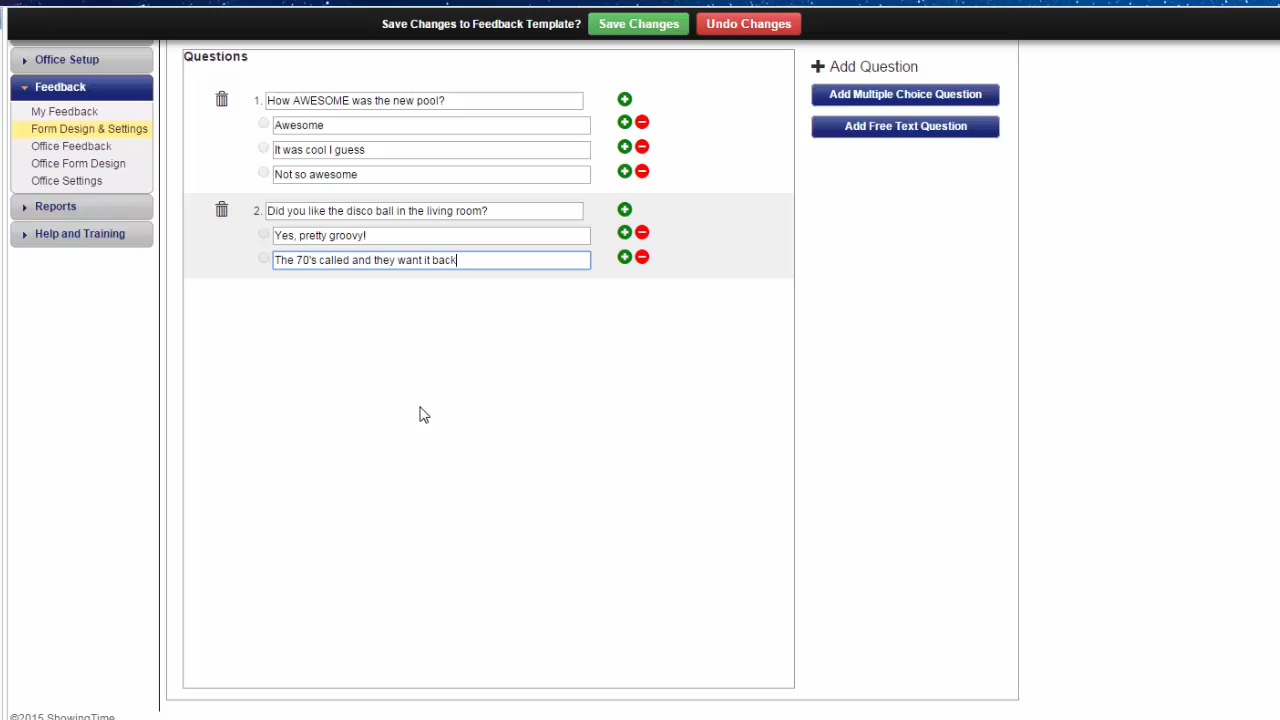 Save Changes to Feedback Template? Save Changes Undo Changes
Office Setup
Feedback
My Feedback
Form Design & Settings
Office Feedback
Office Form Design
Office Settings
Reports
Help and Training
Questions
1. How AWESOME was the new pool?
Awesome
It was cool I guess
Not so awesome
2. Did you like the disco ball in the living room?
Yes, pretty groovy!
The 70's called and they want it back
Add Question
Add Multiple Choice Question
Add Free Text Question
©2015 ShowingTime